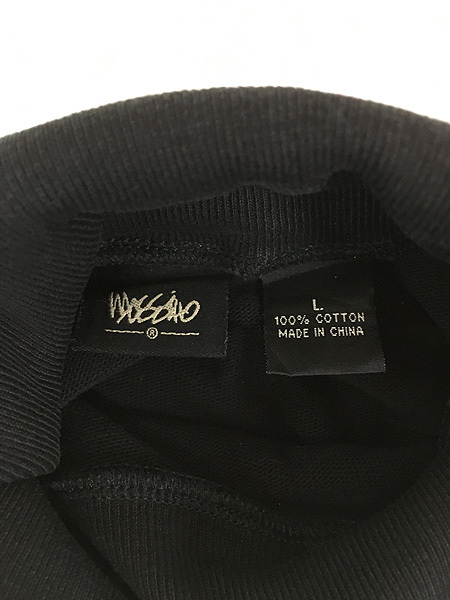 MOSSIMO
®
L
100% COTTON
MADE IN CHINA